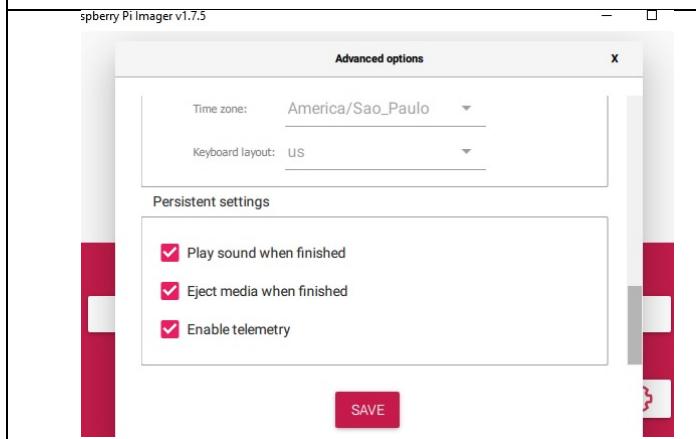 spberry Pi Imager v1.7.5
Advanced options X
Time zone: America/Sao_Paulo
Keyboard layout: us
Persistent settings
Play sound when finished
Eject media when finished
Enable telemetry
SAVE